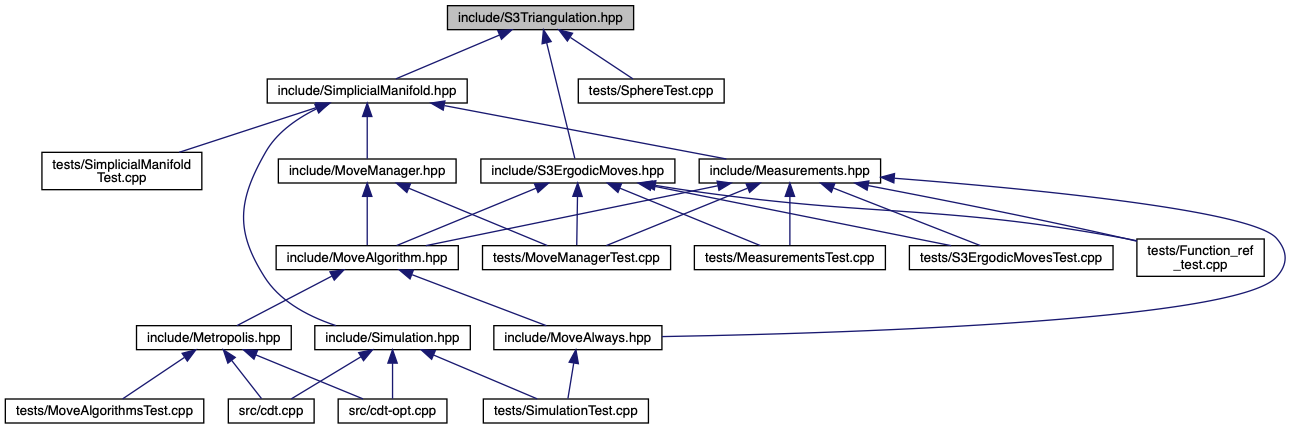 include/S3Triangulation.hpp
include/SimplicialManifold.hpp
tests/SphereTest.cpp
tests/SimplicialManifold
Test.cpp
include/MoveManager.hpp
include/S3ErgodicMoves.hpp
include/Measurements.hpp
include/MoveAlgorithm.hpp
tests/MoveManagerTest.cpp
tests/MeasurementsTest.cpp
tests/S3ErgodicMovesTest.cpp
tests/Function_ref
_test.cpp
include/Metropolis.hpp
include/Simulation.hpp
include/MoveAlways.hpp
tests/MoveAlgorithmsTest.cpp
src/cdt.cpp
src/cdt-opt.cpp
tests/SimulationTest.cpp